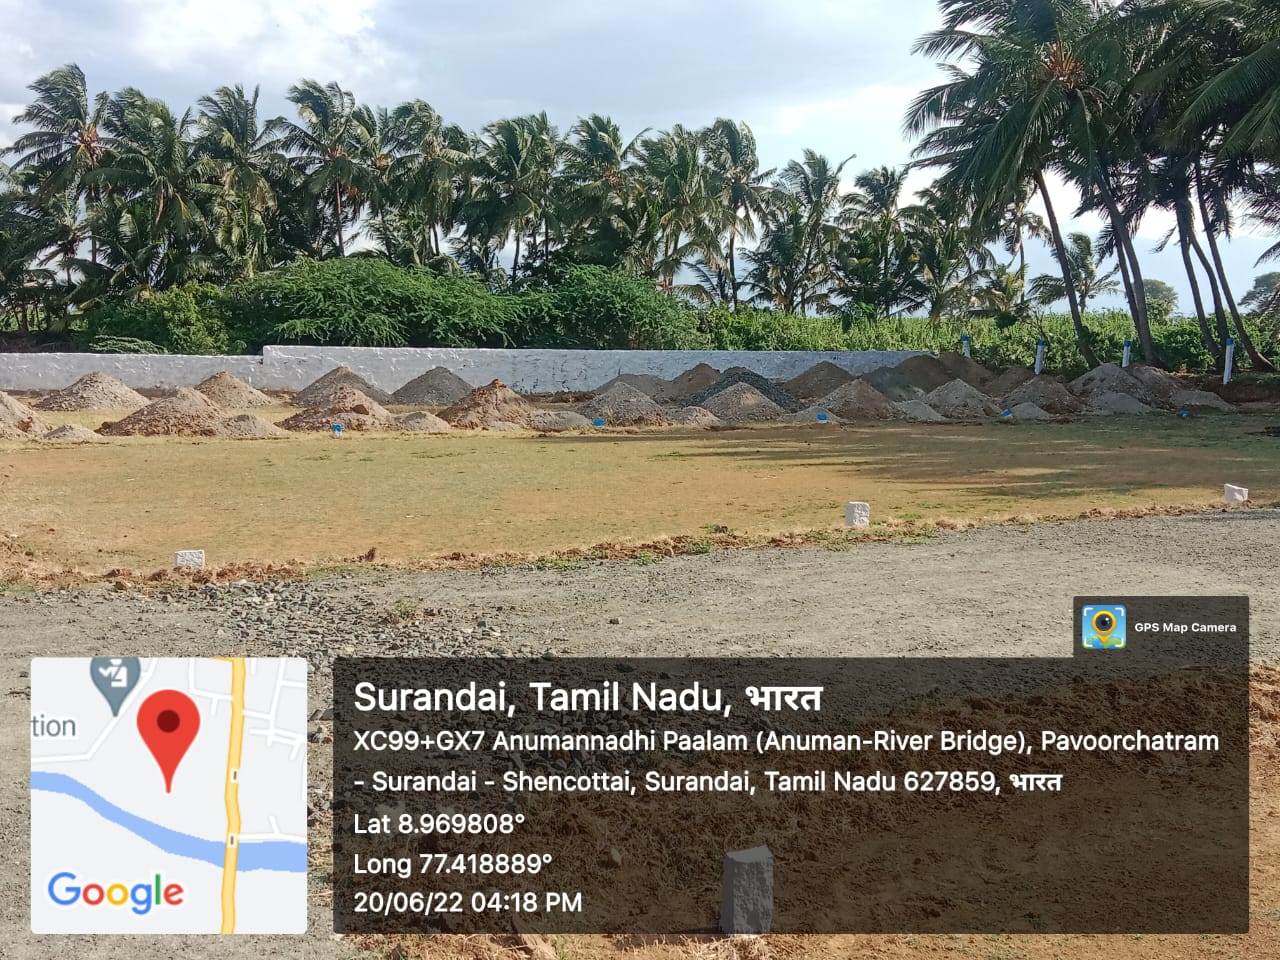 GPS Map Camera
Surandai, Tamil Nadu, भारत
XC99+GX7 Anumannadhi Paalam (Anuman-River Bridge), Pavoorchatram
- Surandai - Shencottai, Surandai, Tamil Nadu 627859, भारत
Lat 8.969808°
Long 77.418889°
20/06/22 04:18 PM
tion
Google